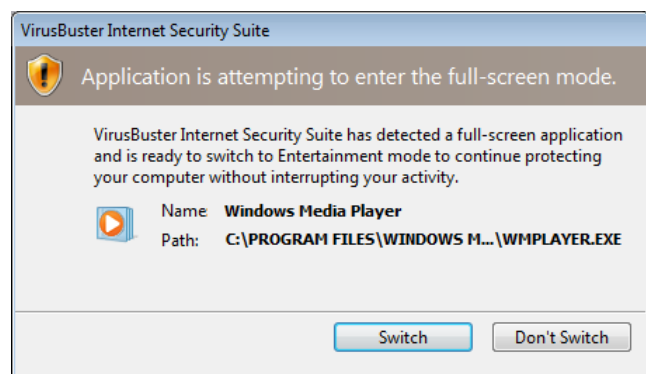 VirusBuster Internet Security Suite
Application is attempting to enter the full-screen mode.
VirusBuster Internet Security Suite has detected a full-screen application
and is ready to switch to Entertainment mode to continue protecting
your computer without interrupting your activity.
Name: Windows Media Player
Path: C:\PROGRAM FILES\WINDOWS M...\WMPLAYER.EXE
Switch Don't Switch